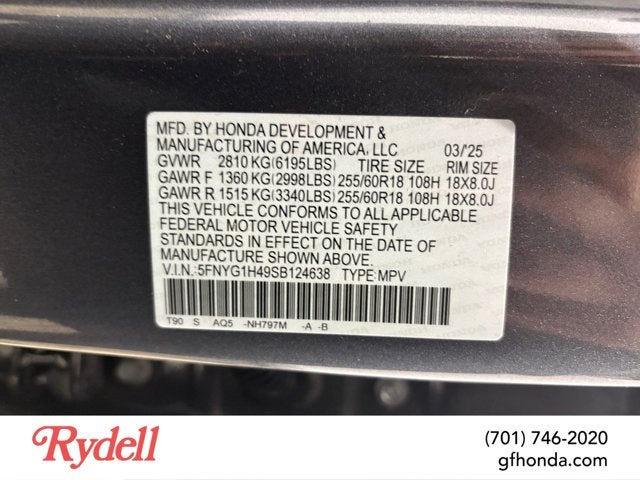 MFD. BY HONDA DEVELOPMENT &
MANUFACTURING OF AMERICA, LLC 03/'25
GVWR 2810 KG(6195LBS) TIRE SIZE RIM SIZE
GAWR F 1360 KG(2998LBS) 255/60R18 108H 18X8.0J
GAWR R 1515 KG(3340LBS) 255/60R18 108H 18X8.0J
THIS VEHICLE CONFORMS TO ALL APPLICABLE
FEDERAL MOTOR VEHICLE SAFETY
STANDARDS IN EFFECT ON THE DATE OF
MANUFACTURE SHOWN ABOVE.
V.I.N.: 5FNYG1H49SB124638 TYPE: MPV
T90 S AQ5 -NH797M -A -B
Rydell
(701) 746-2020
gfhonda.com